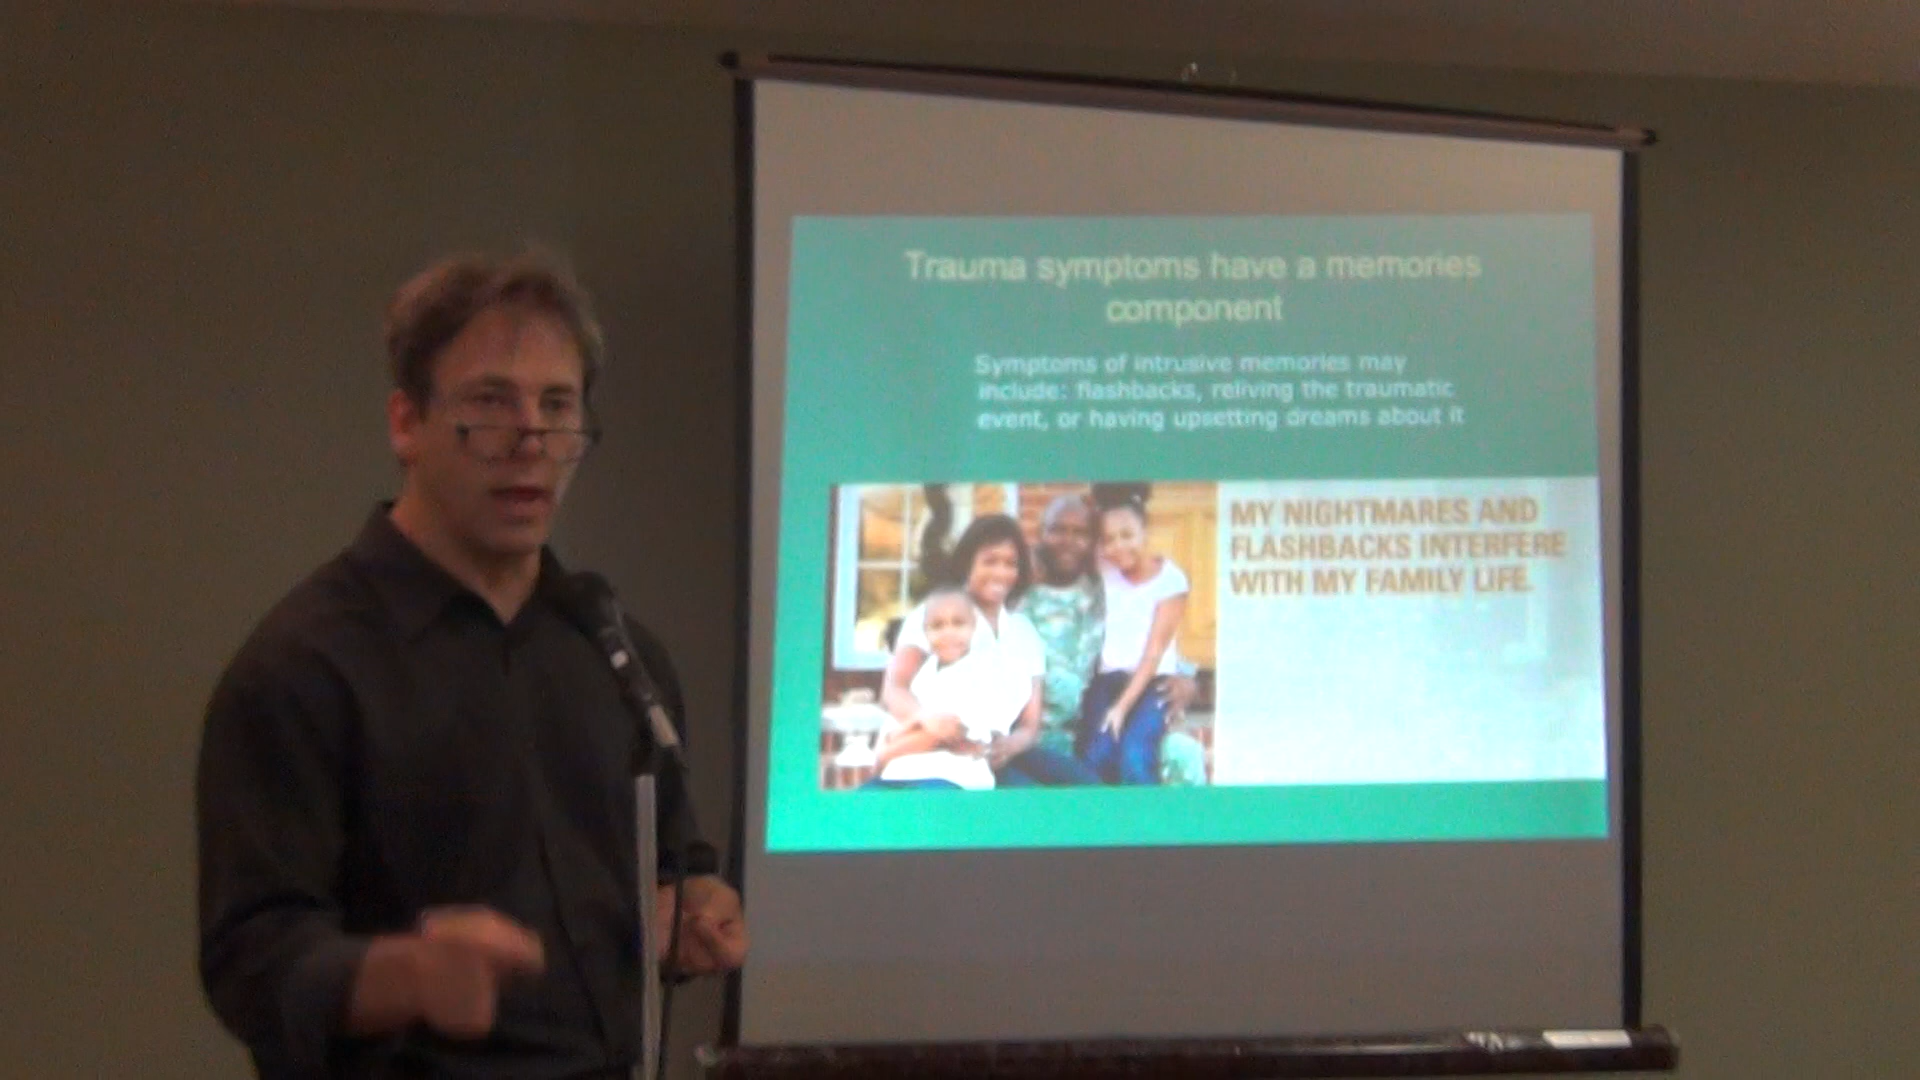 Trauma symptoms have a memories
component
Symptoms of intrusive memories may
include: flashbacks, reliving the traumatic
event, or having upsetting dreams about it
MY NIGHTMARES AND
FLASHBACKS INTERFERE
WITH MY FAMILY LIFE.